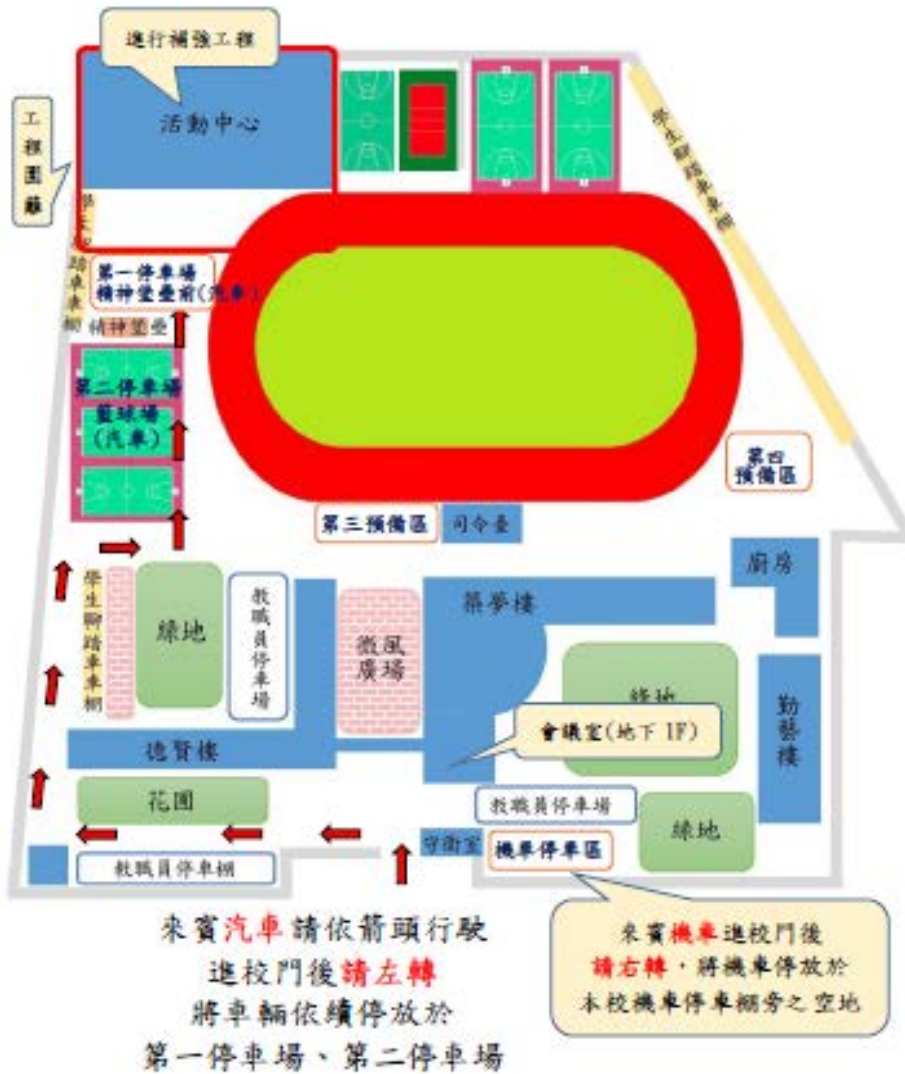 進行補強工程
活動中心
工程圍籬
學生腳踏車車棚
學生腳踏車車棚
第一停車場
精神堡壘前(汽車)
精神堡壘
第二停車場
籃球場
(汽車)
第四
預備區
第三預備區
司令臺
廚房
學生腳踏車車棚
綠地
教職員停車場
微風
廣場
築夢樓
綠地
會議室(地下 1F)
勤藝樓
德賢樓
花圃
教職員停車場
守衛室
機車停車區
綠地
教職員停車棚
來賓汽車請依箭頭行駛
進校門後請左轉
將車輛依續停放於
第一停車場、第二停車場
來賓機車進校門後
請右轉，將機車停放於
本校機車停車棚旁之空地